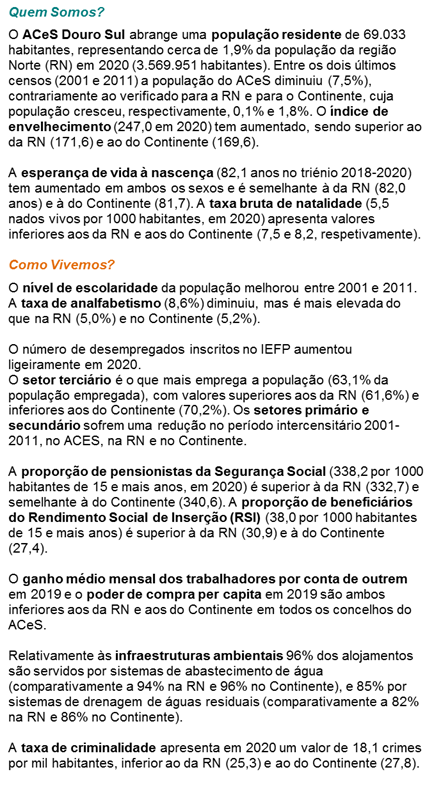 Quem Somos?
O ACeS Douro Sul abrange uma população residente de 69.033
habitantes, representando cerca de 1,9% da população da região
Norte (RN) em 2020 (3.569.951 habitantes). Entre os dois últimos
censos (2001 e 2011) a população do ACeS diminuiu (7,5%),
contrariamente ao verificado para a RN e para o Continente, cuja
população cresceu, respectivamente, 0,1% e 1,8%. O índice de
envelhecimento (247,0 em 2020) tem aumentado, sendo superior ao
da RN (171,6) e ao do Continente (169,6).
A esperança de vida à nascença (82,1 anos no triénio 2018-2020)
tem aumentado em ambos os sexos e é semelhante à da RN (82,0
anos) e à do Continente (81,7). A taxa bruta de natalidade (5,5
nados vivos por 1000 habitantes, em 2020) apresenta valores
inferiores aos da RN e aos do Continente (7,5 e 8,2, respetivamente).
Como Vivemos?
O nível de escolaridade da população melhorou entre 2001 e 2011.
A taxa de analfabetismo (8,6%) diminuiu, mas é mais elevada do
que na RN (5,0%) e no Continente (5,2%).
O número de desempregados inscritos no IEFP aumentou
ligeiramente em 2020.
O setor terciário é o que mais emprega a população (63,1% da
população empregada), com valores superiores aos da RN (61,6%) e
inferiores aos do Continente (70,2%). Os setores primário e
secundário sofrem uma redução no período intercensitário 2001-
2011, no ACES, na RN e no Continente.
A proporção de pensionistas da Segurança Social (338,2 por 1000
habitantes de 15 e mais anos, em 2020) é superior à da RN (332,7) e
semelhante à do Continente (340,6). A proporção de beneficiários
do Rendimento Social de Inserção (RSI) (38,0 por 1000 habitantes
de 15 e mais anos) é superior à da RN (30,9) e à do Continente
(27,4).
O ganho médio mensal dos trabalhadores por conta de outrem
em 2019 e o poder de compra per capita em 2019 são ambos
inferiores aos da RN e aos do Continente em todos os concelhos do
ACeS.
Relativamente às infraestruturas ambientais 96% dos alojamentos
são servidos por sistemas de abastecimento de água
(comparativamente a 94% na RN e 96% no Continente), e 85% por
sistemas de drenagem de águas residuais (comparativamente a 82%
na RN e 86% no Continente).
A taxa de criminalidade apresenta em 2020 um valor de 18,1 crimes
por mil habitantes, inferior ao da RN (25,3) e ao do Continente (27,8).